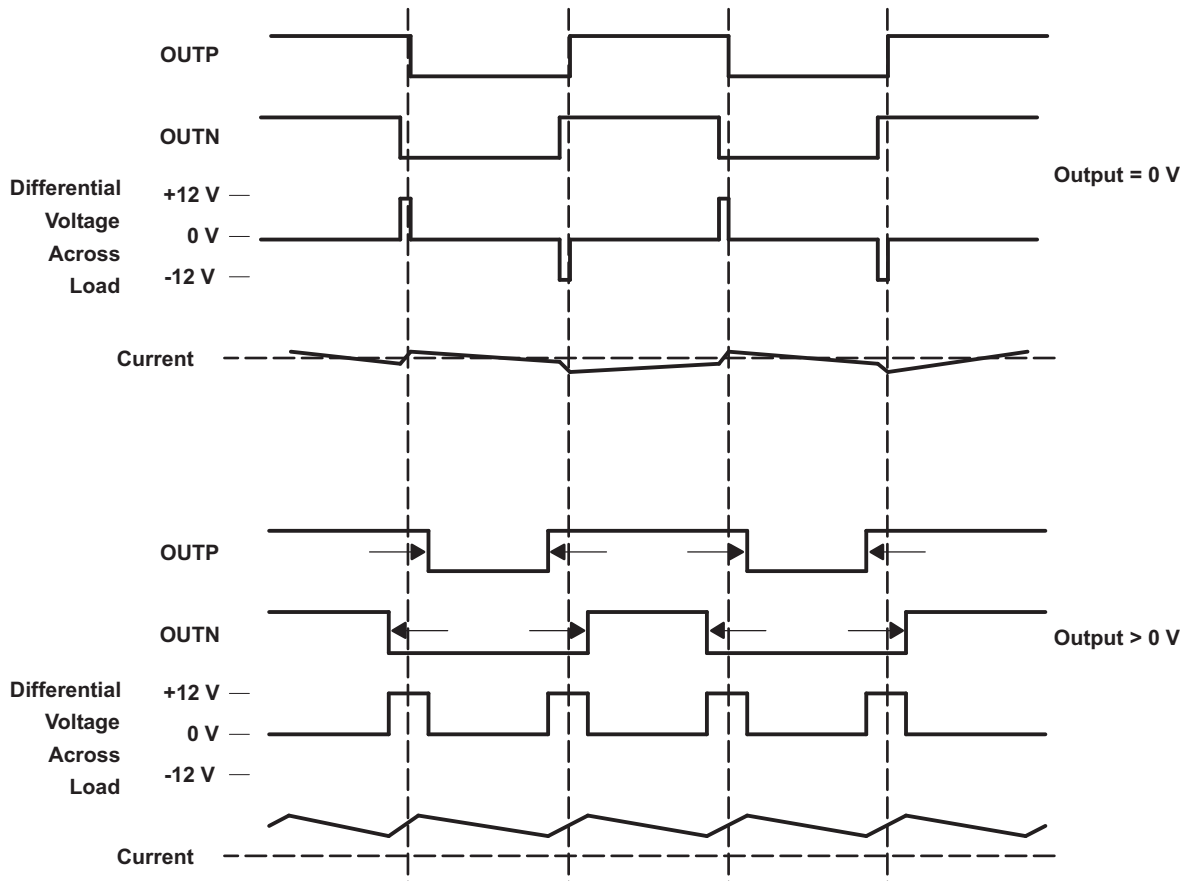 OUTP
OUTN
Output = 0 V
Differential
Voltage
Across
Load
+12 V
0 V
-12 V
Current
OUTP
OUTN
Output > 0 V
Differential
Voltage
Across
Load
+12 V
0 V
-12 V
Current